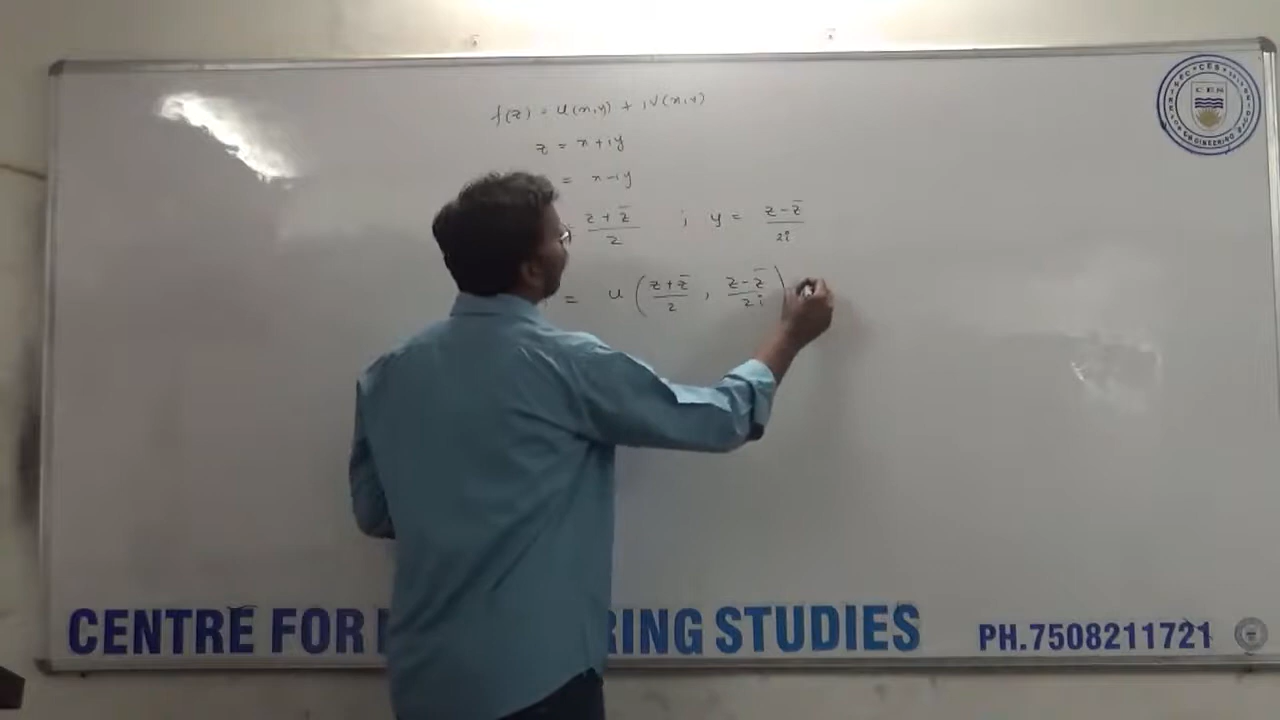 f(z) = u(x,y) + iv(x,y)
z = x+iy
= x-iy
= z + z̄ / 2 ; y = z - z̄ / 2i
= u ( z + z̄ / 2 , z - z̄ / 2i )
CES
CENTRE FOR RING STUDIES
PH.7508211721